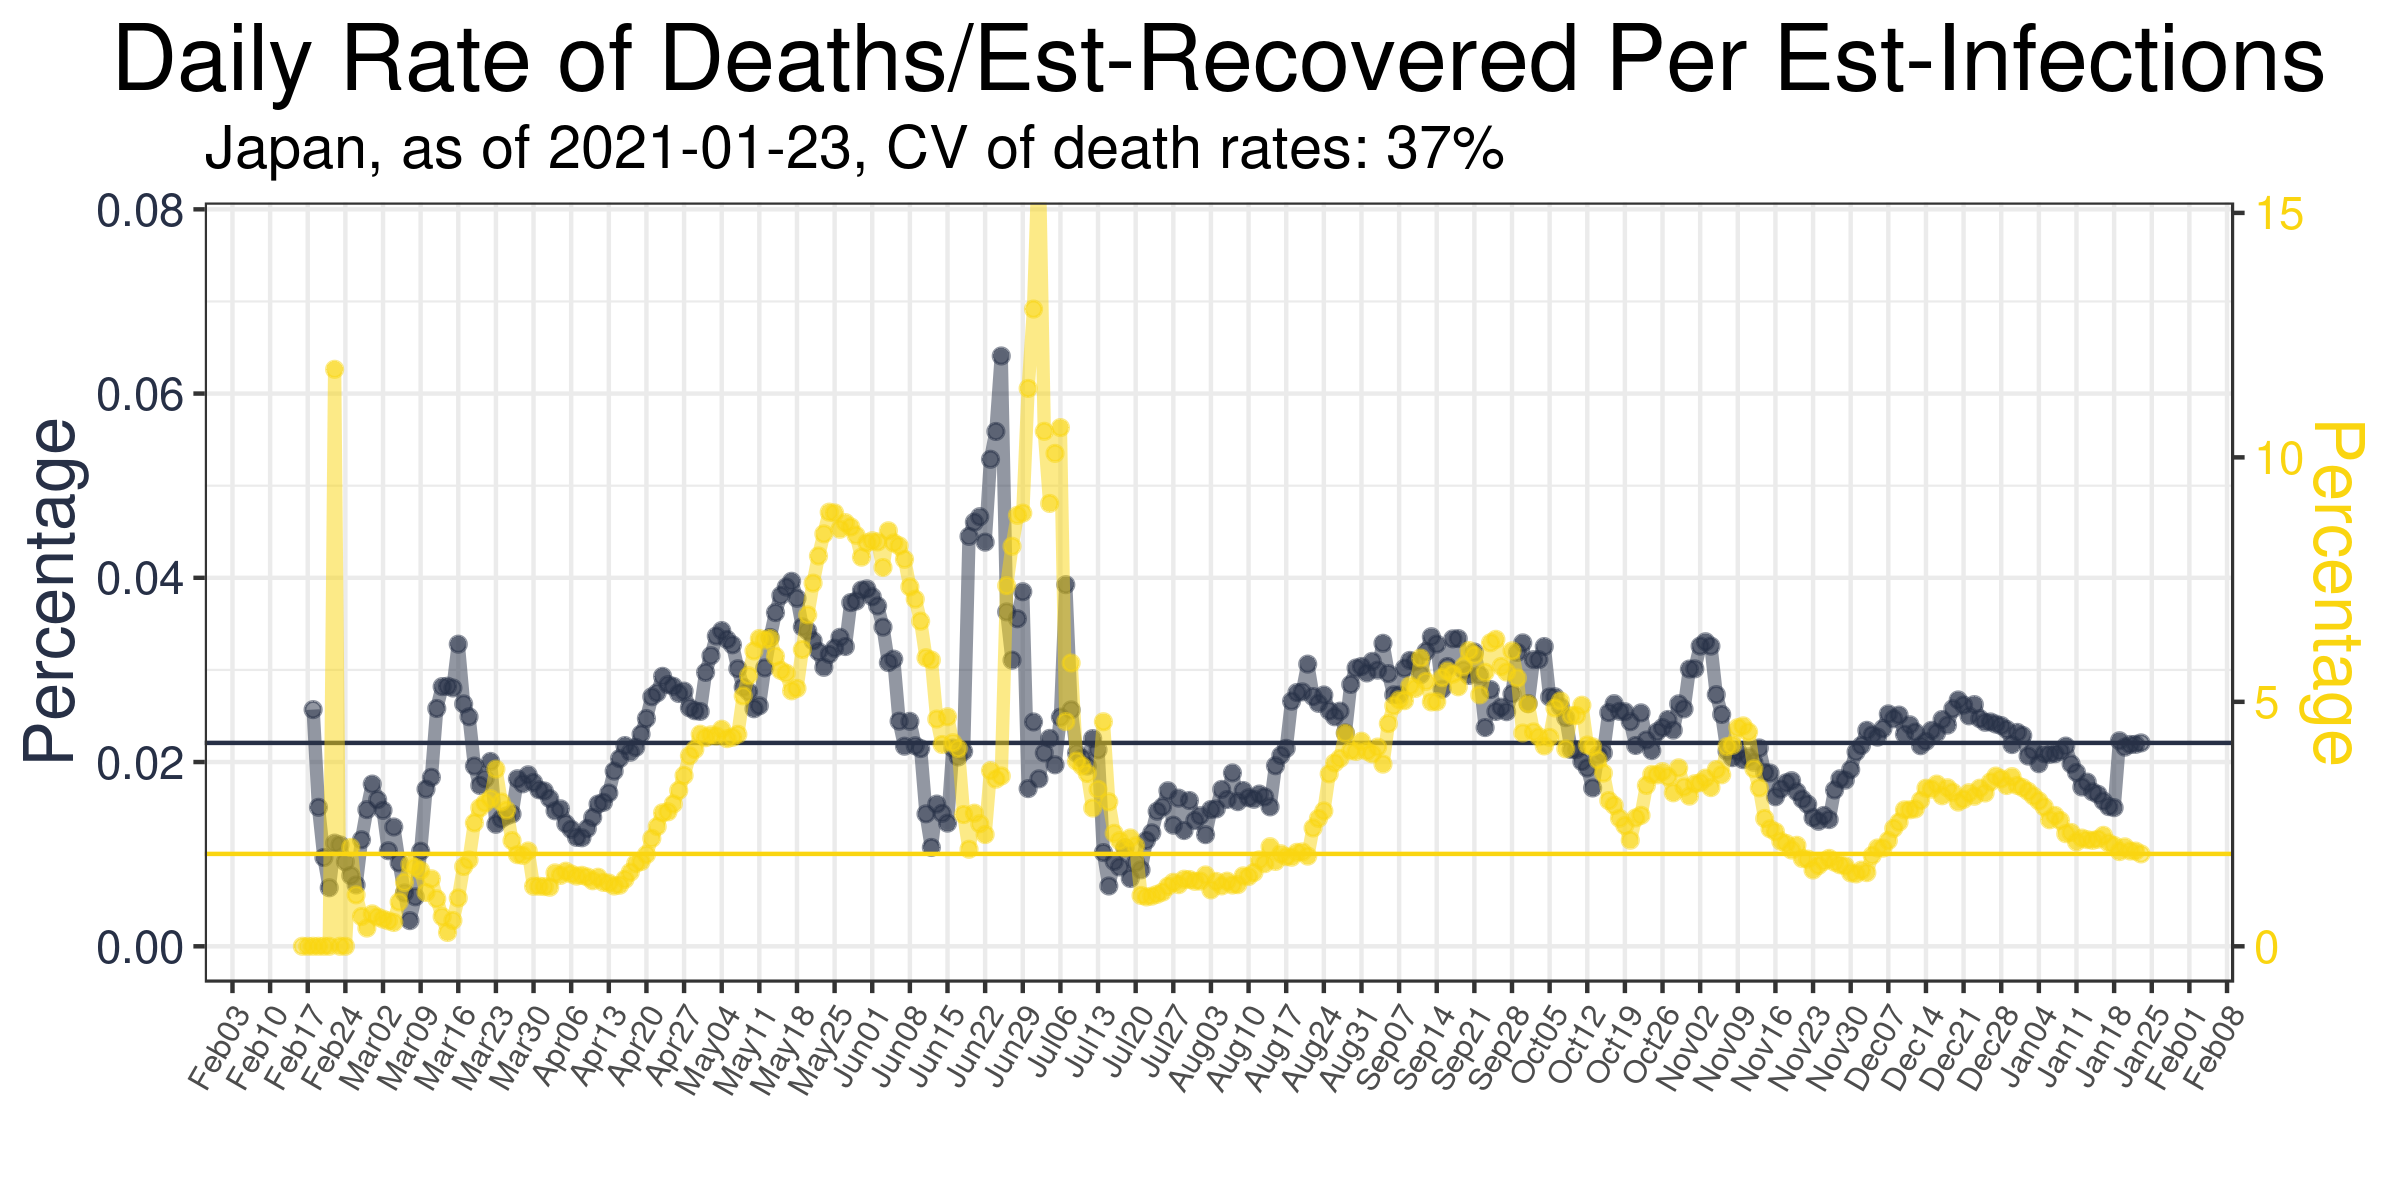 Daily Rate of Deaths/Est-Recovered Per Est-Infections
Japan, as of 2021-01-23, CV of death rates: 37%
Percentage
0.08
0.06
0.04
0.02
0.00
15
10
5
0
Percentage
Feb03
Feb10
Feb17
Feb24
Mar02
Mar09
Mar16
Mar23
Mar30
Apr06
Apr13
Apr20
Apr27
May04
May11
May18
May25
Jun01
Jun08
Jun15
Jun22
Jun29
Jul06
Jul13
Jul20
Jul27
Aug03
Aug10
Aug17
Aug24
Aug31
Sep07
Sep14
Sep21
Sep28
Oct05
Oct12
Oct19
Oct26
Nov02
Nov09
Nov16
Nov23
Nov30
Dec07
Dec14
Dec21
Dec28
Jan04
Jan11
Jan18
Jan25
Feb01
Feb08